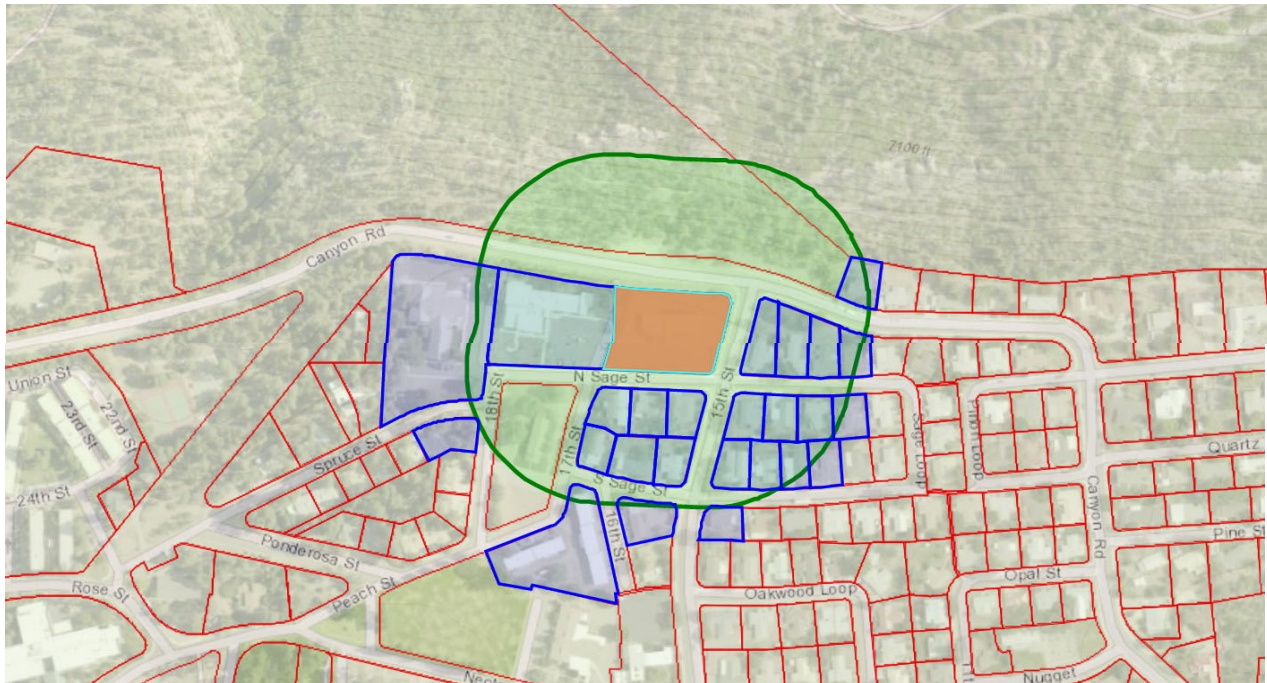 2100 ft
Canyon Rd
Union St
23rd St
22nd St
24th St
Spruce St
18th St
N Sage St
17th St
15th St
S Sage St
16th St
Sage Loop
Piñon Loop
Quartz
Canyon Rd
Pine St
Ponderosa St
Peach St
Rose St
Oakwood Loop
Opal St
Nugget